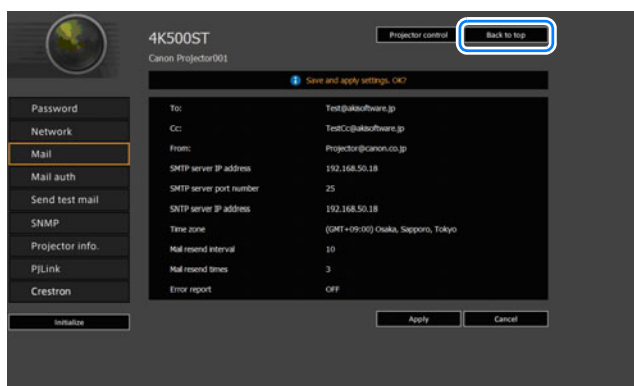 4K500ST
Projector control
Back to top
Canon Projector001
Save and apply settings, OK?
Password
Network
Mail
Mail auth
Send test mail
SNMP
Projector info.
PJLink
Crestron
Initialize
To: Test@akisoftware.jp
Cc: TestCc@akisoftware.jp
From: Projector@canon.co.jp
SMTP server IP address 192.168.50.18
SMTP server port number 25
SNTP server IP address 192.168.50.18
Time zone (GMT+09:00) Osaka, Sapporo, Tokyo
Mail resend interval 10
Mail resend times 3
Error report OFF
Apply
Cancel